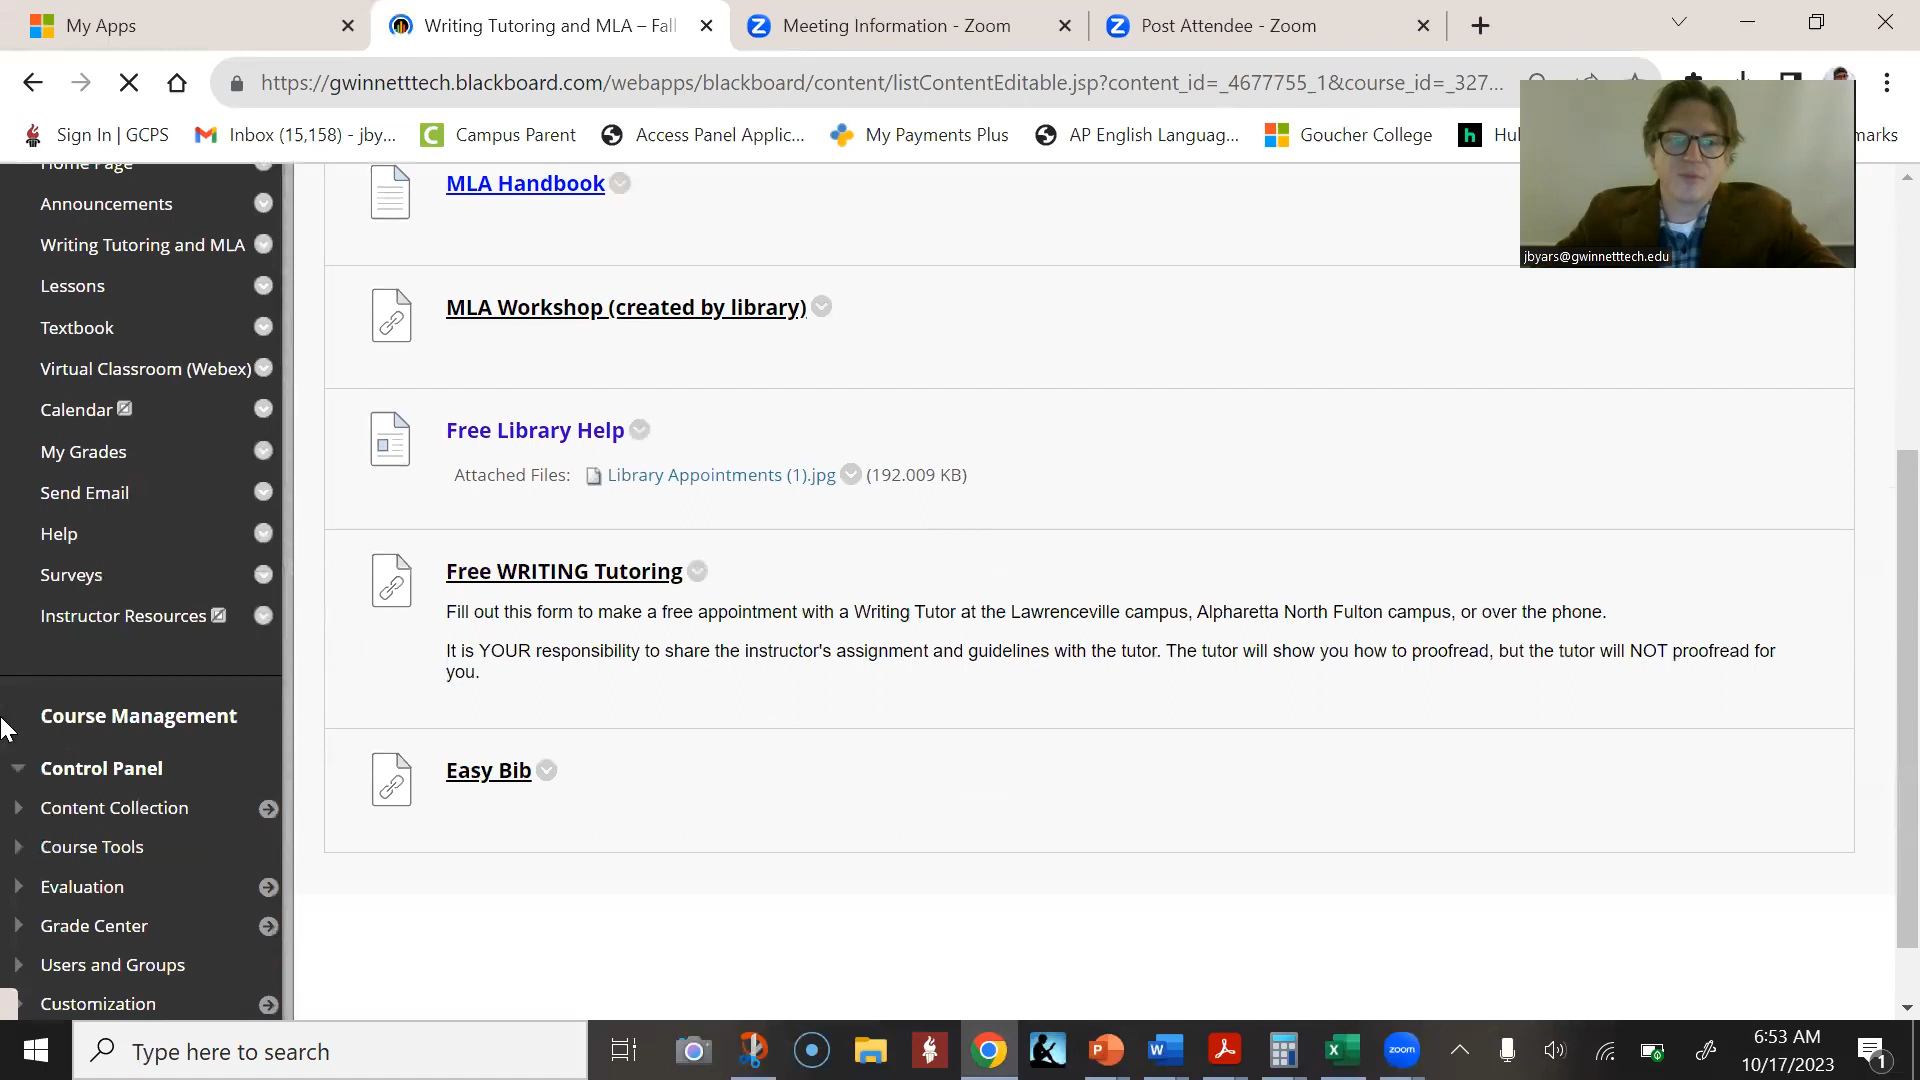 My Apps
Writing Tutoring and MLA – Fall
Meeting Information - Zoom
Post Attendee - Zoom
https://gwinnetttech.blackboard.com/webapps/blackboard/content/listContentEditable.jsp?content_id=_4677755_1&course_id=_327...
Sign In | GCPS
Inbox (15,158) - jby...
Campus Parent
Access Panel Applic...
My Payments Plus
AP English Languag...
Goucher College
jbyars@gwinnetttech.edu
Home Page
Announcements
Writing Tutoring and MLA
Lessons
Textbook
Virtual Classroom (Webex)
Calendar
My Grades
Send Email
Help
Surveys
Instructor Resources
Course Management
Control Panel
Content Collection
Course Tools
Evaluation
Grade Center
Users and Groups
Customization
MLA Handbook
MLA Workshop (created by library)
Free Library Help
Attached Files: Library Appointments (1).jpg (192.009 KB)
Free WRITING Tutoring
Fill out this form to make a free appointment with a Writing Tutor at the Lawrenceville campus, Alpharetta North Fulton campus, or over the phone.
It is YOUR responsibility to share the instructor's assignment and guidelines with the tutor. The tutor will show you how to proofread, but the tutor will NOT proofread for
you.
Easy Bib
Type here to search
zoom
6:53 AM
10/17/2023
1